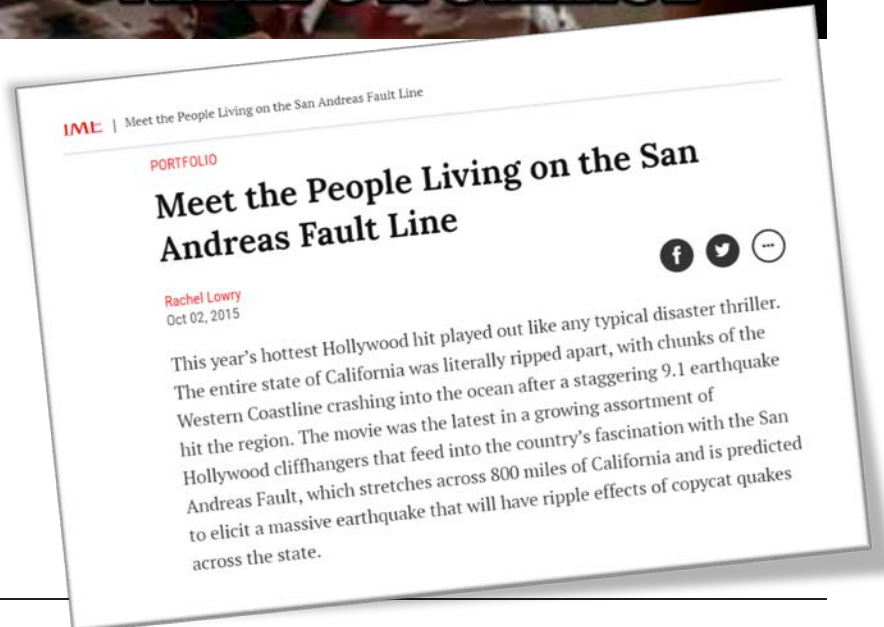 IME | Meet the People Living on the San Andreas Fault Line
PORTFOLIO
Meet the People Living on the San
Andreas Fault Line
Rachel Lowry
Oct 02, 2015
This year's hottest Hollywood hit played out like any typical disaster thriller.
The entire state of California was literally ripped apart, with chunks of the
Western Coastline crashing into the ocean after a staggering 9.1 earthquake
hit the region. The movie was the latest in a growing assortment of
Hollywood cliffhangers that feed into the country's fascination with the San
Andreas Fault, which stretches across 800 miles of California and is predicted
to elicit a massive earthquake that will have ripple effects of copycat quakes
across the state.